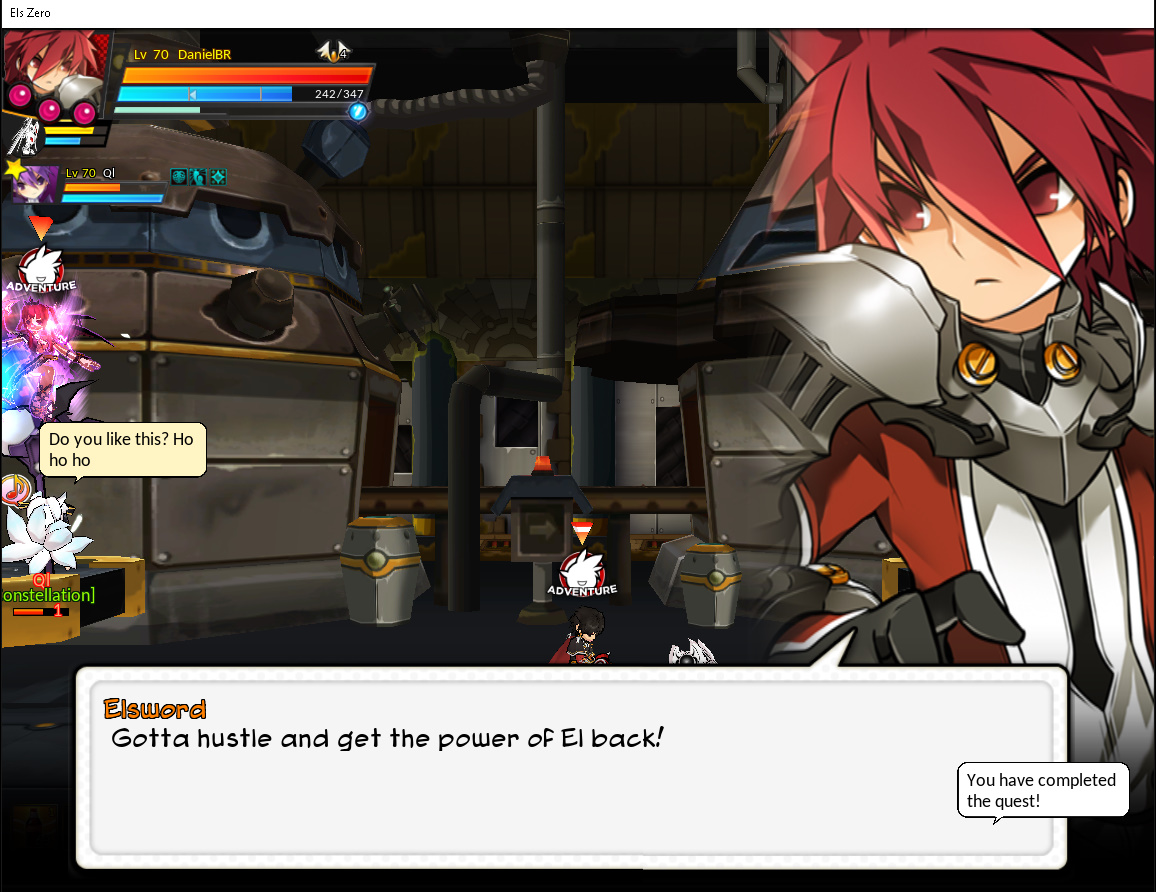 Els Zero
Lv 70 DanielBR
4
242/347
Lv 70 Ql
ADVENTURE
Do you like this? Ho
ho ho
Ql
onstellation]
1
ADVENTURE
Elsword
Gotta hustle and get the power of El back!
You have completed
the quest!